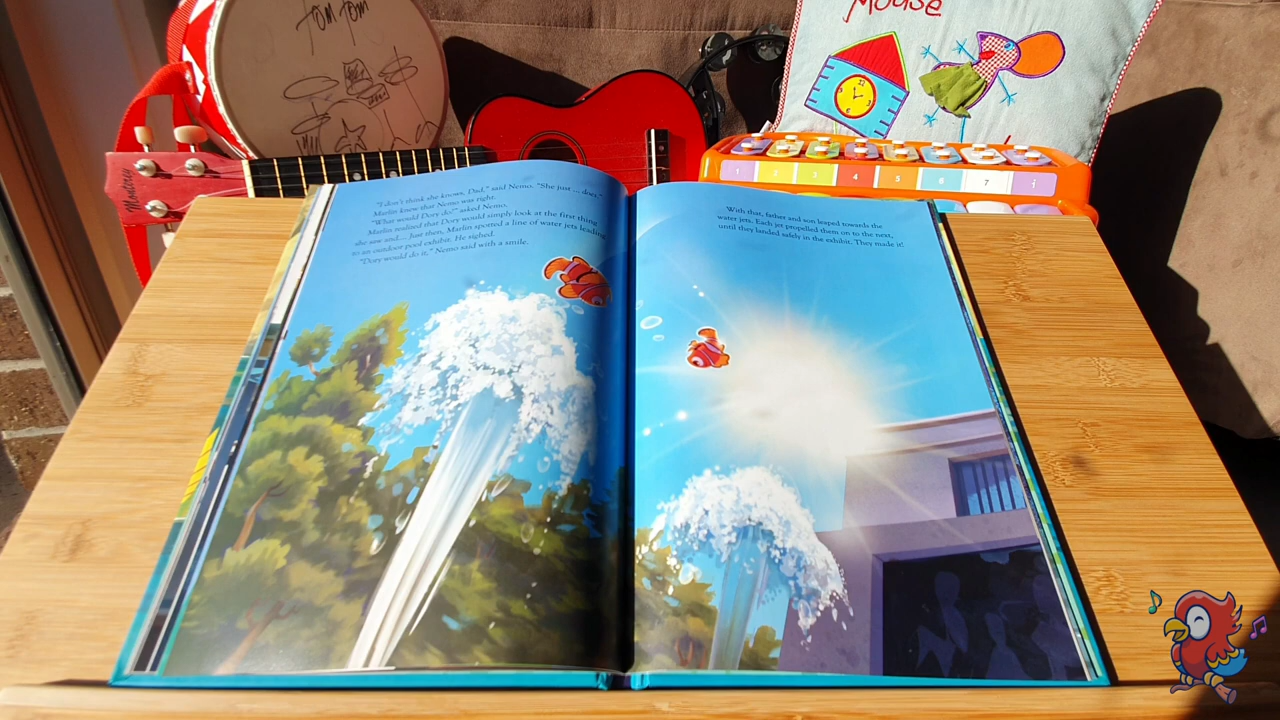 TOM TOM
Mouse
Monterey
1
2
3
4
5
6
7
i
"I don't think she knows, Dad," said Nemo. "She just ... does."
Marlin knew that Nemo was right.
"What would Dory do?" asked Nemo.
Marlin realized that Dory would simply look at the first thing
she saw and.... Just then, Marlin spotted a line of water jets leading
to an outdoor pool exhibit. He sighed.
"Dory would do it," Nemo said with a smile.
With that, father and son leaped towards the
water jets. Each jet propelled them on to the next,
until they landed safely in the exhibit. They made it!